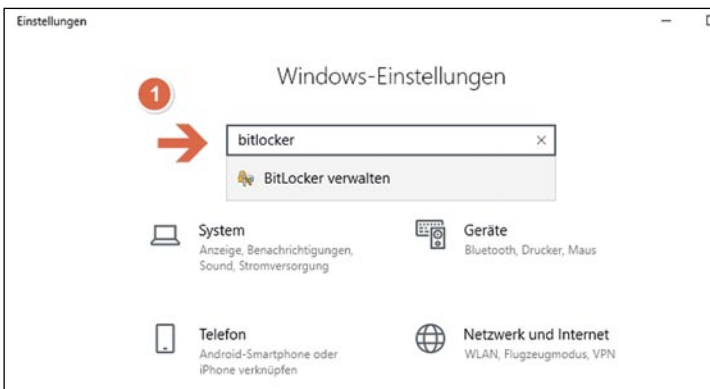 Einstellungen
Windows-Einstellungen
1
bitlocker
BitLocker verwalten
System
Anzeige, Benachrichtigungen,
Sound, Stromversorgung
Geräte
Bluetooth, Drucker, Maus
Telefon
Android-Smartphone oder
iPhone verknüpfen
Netzwerk und Internet
WLAN, Flugzeugmodus, VPN